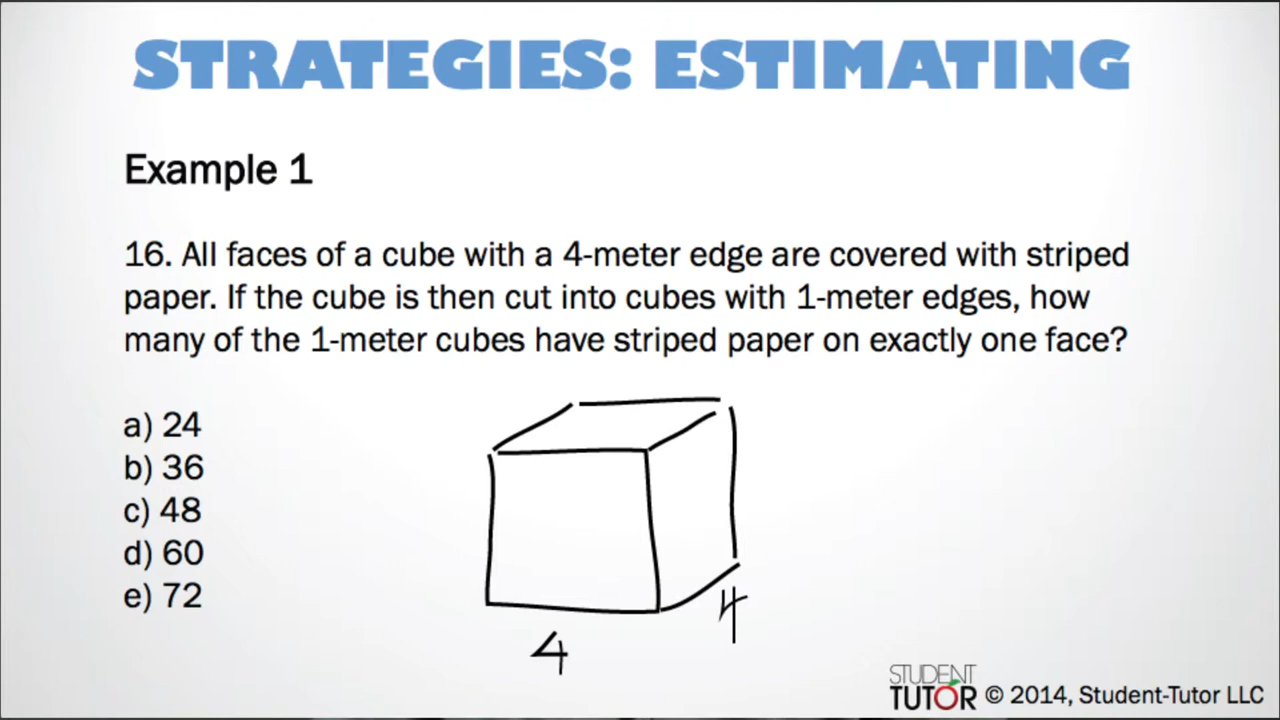 STRATEGIES: ESTIMATING
Example 1
16. All faces of a cube with a 4-meter edge are covered with striped
paper. If the cube is then cut into cubes with 1-meter edges, how
many of the 1-meter cubes have striped paper on exactly one face?
a) 24
b) 36
c) 48
d) 60
e) 72
4
4
STUDENT
TUTOR © 2014, Student-Tutor LLC